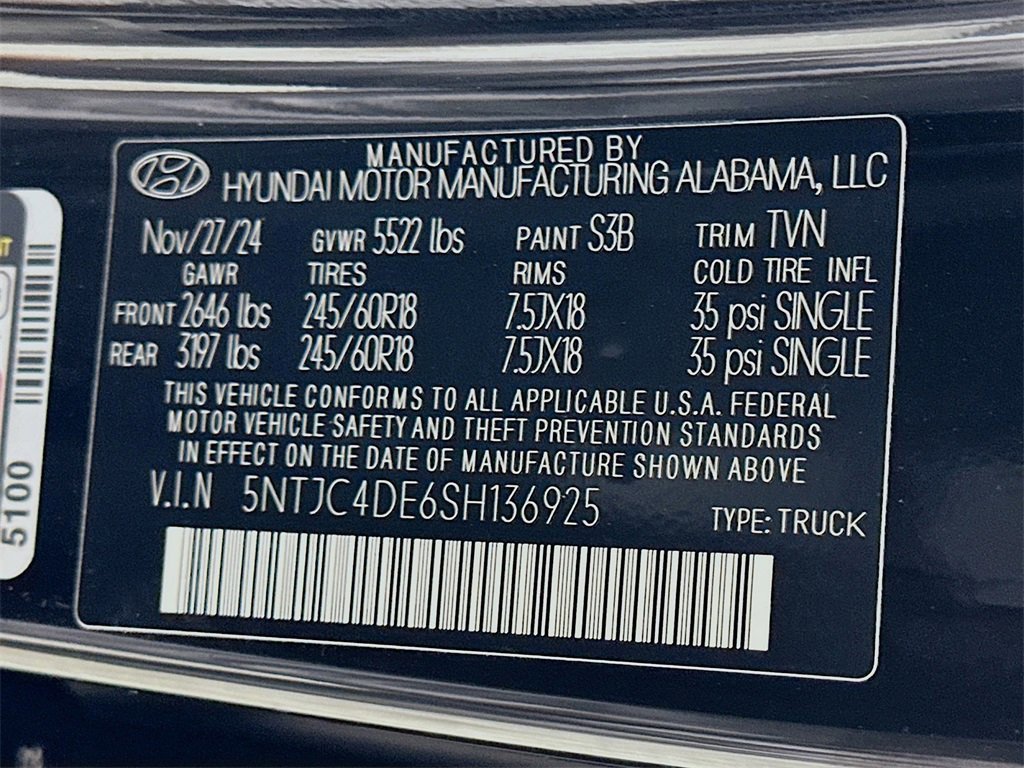 MANUFACTURED BY
HYUNDAI MOTOR MANUFACTURING ALABAMA, LLC
Nov/27/24 GVWR 5522 lbs PAINT S3B TRIM TVN
GAWR TIRES RIMS COLD TIRE INFL
FRONT 2646 lbs 245/60R18 7.5JX18 35 psi SINGLE
REAR 3197 lbs 245/60R18 7.5JX18 35 psi SINGLE
THIS VEHICLE CONFORMS TO ALL APPLICABLE U.S.A. FEDERAL
MOTOR VEHICLE SAFETY AND THEFT PREVENTION STANDARDS
IN EFFECT ON THE DATE OF MANUFACTURE SHOWN ABOVE
V.I.N 5NTJC4DE6SH136925 TYPE: TRUCK
5100